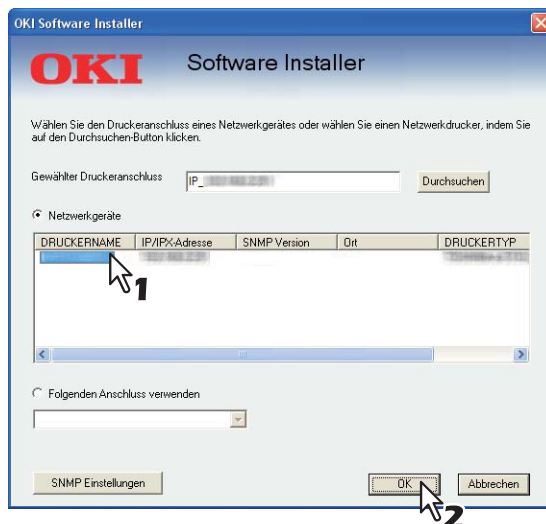 OKI Software Installer
OKI Software Installer
Wählen Sie den Druckeranschluss eines Netzwerkgerätes oder wählen Sie einen Netzwerkdrucker, indem Sie
auf den Durchsuchen-Button klicken.
Gewählter Druckeranschluss IP_ Durchsuchen
Netzwerkgeräte
DRUCKERNAME IP/IPX-Adresse SNMP Version Ort DRUCKERTYP
1
Folgenden Anschluss verwenden
SNMP Einstellungen OK Abbrechen
2